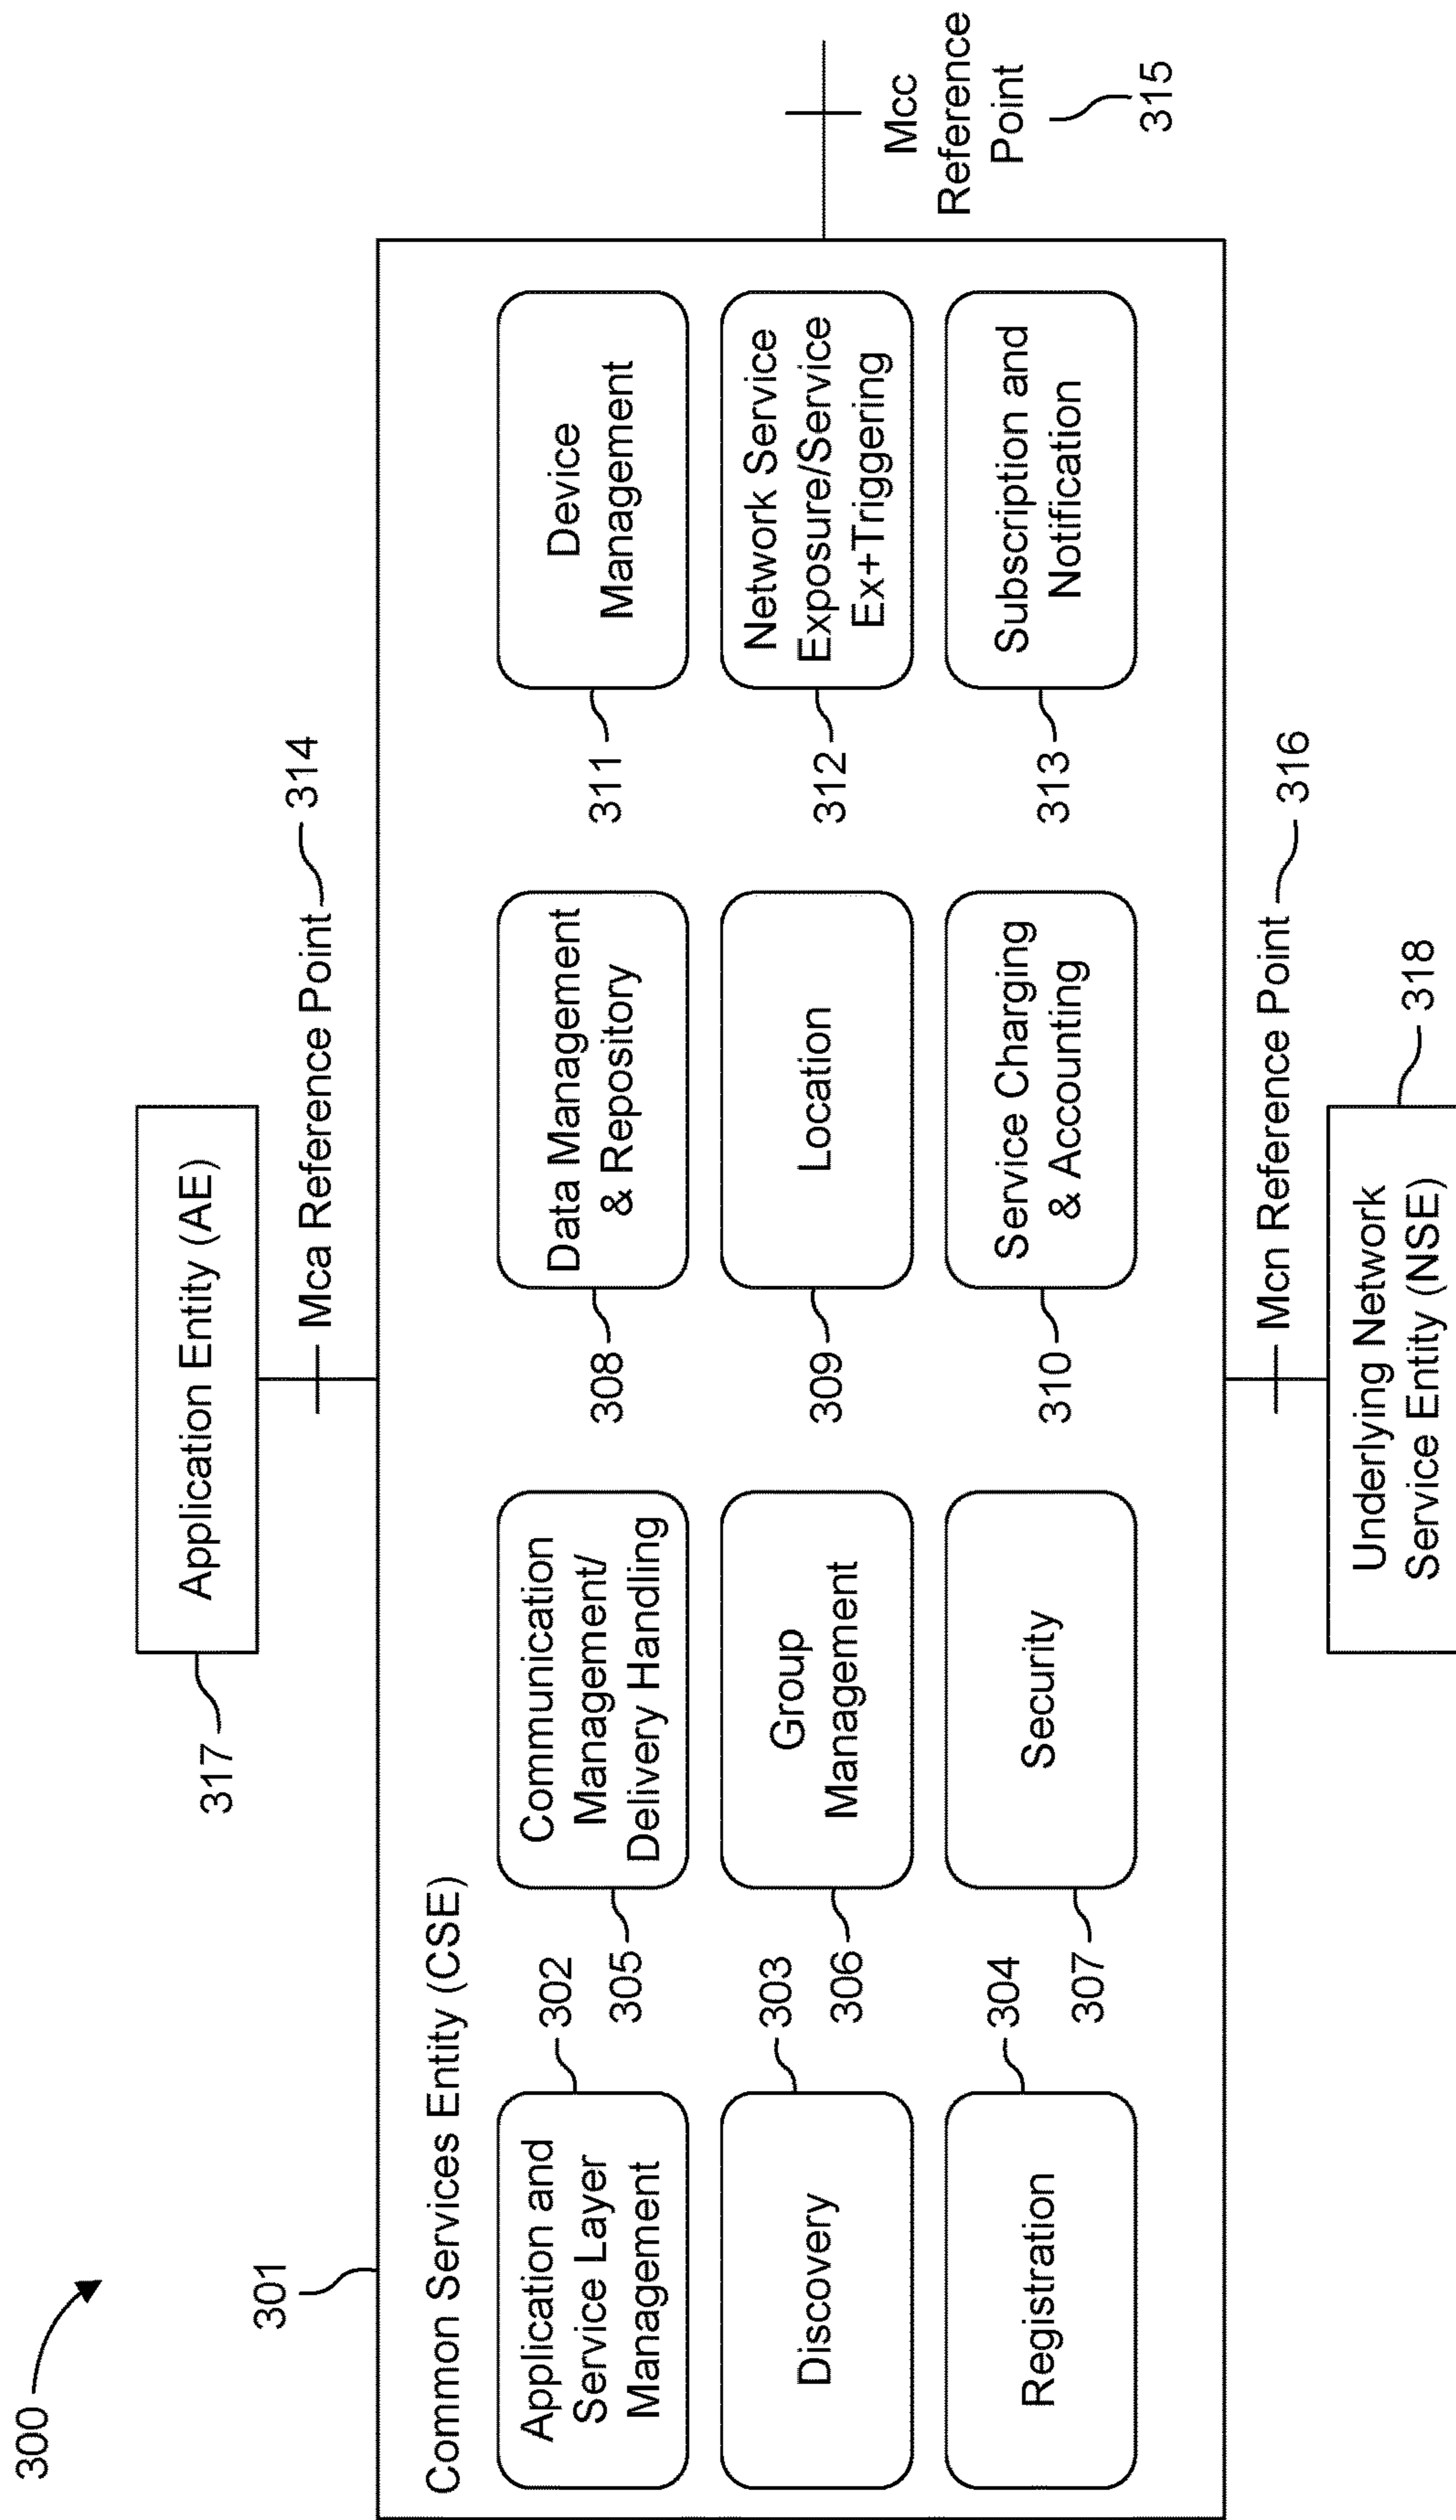 300
317
Application Entity (AE)
Mca Reference Point
314
301
Common Services Entity (CSE)
Application and
Service Layer
Management
302
305
Communication
Management/
Delivery Handling
308
Data Management
& Repository
311
Device
Management
Discovery
303
306
Group
Management
309
Location
312
Network Service
Exposure/Service
Ex+Triggering
Registration
304
307
Security
310
Service Charging
& Accounting
313
Subscription and
Notification
Mcc
Reference
Point
315
Mcn Reference Point
316
Underlying Network
Service Entity (NSE)
318